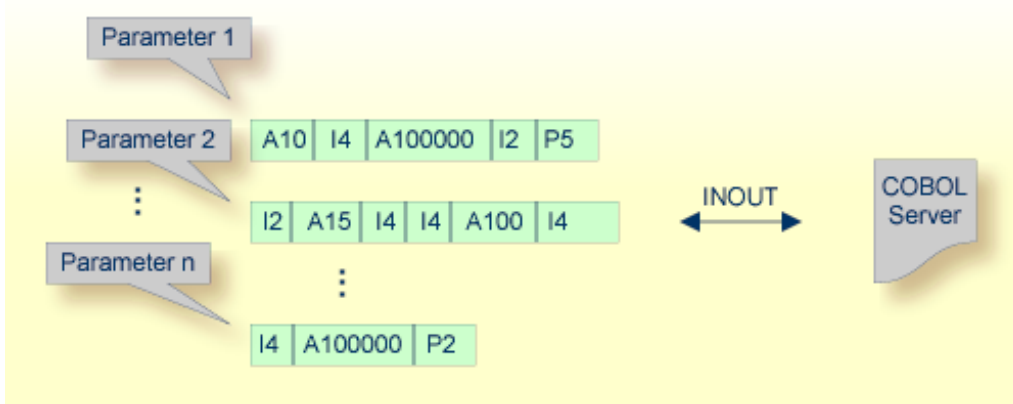 Parameter 1
A10 I4 A100000 I2 P5
Parameter 2
⋮
I2 A15 I4 I4 A100 I4
Parameter n
⋮
I4 A100000 P2
INOUT
COBOL
Server